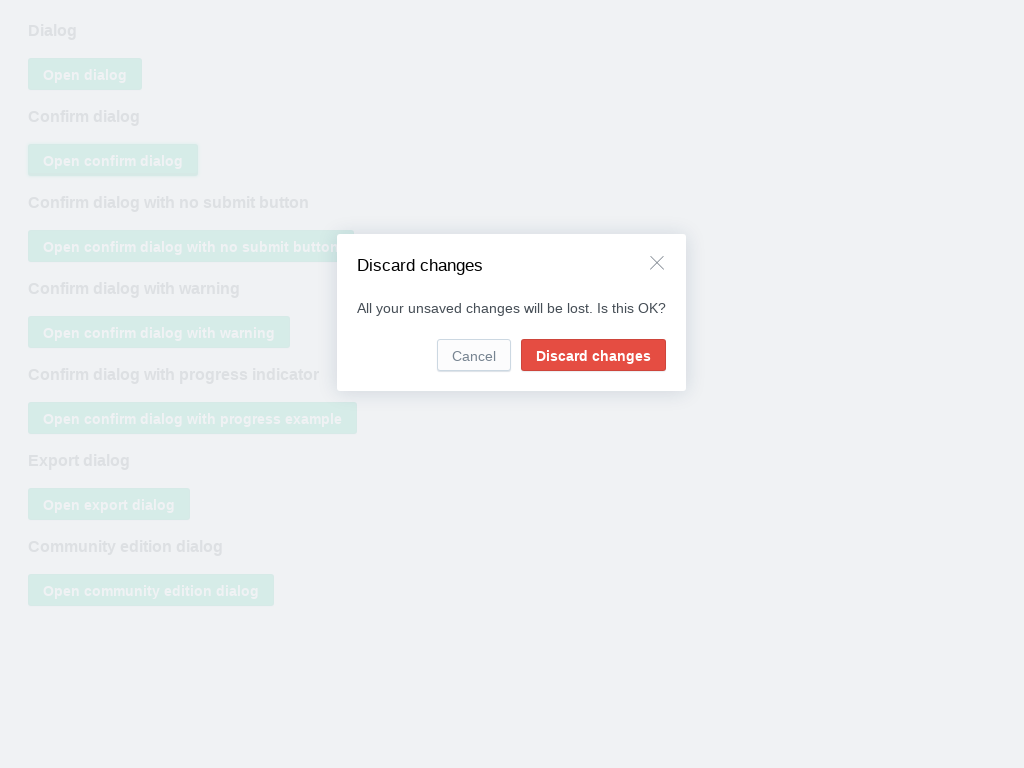 Dialog
Open dialog
Confirm dialog
Open confirm dialog
Confirm dialog with no submit button
Open confirm dialog with no submit button
Discard changes
All your unsaved changes will be lost. Is this OK?
Cancel
Discard changes
Confirm dialog with warning
Open confirm dialog with warning
Confirm dialog with progress indicator
Open confirm dialog with progress example
Export dialog
Open export dialog
Community edition dialog
Open community edition dialog